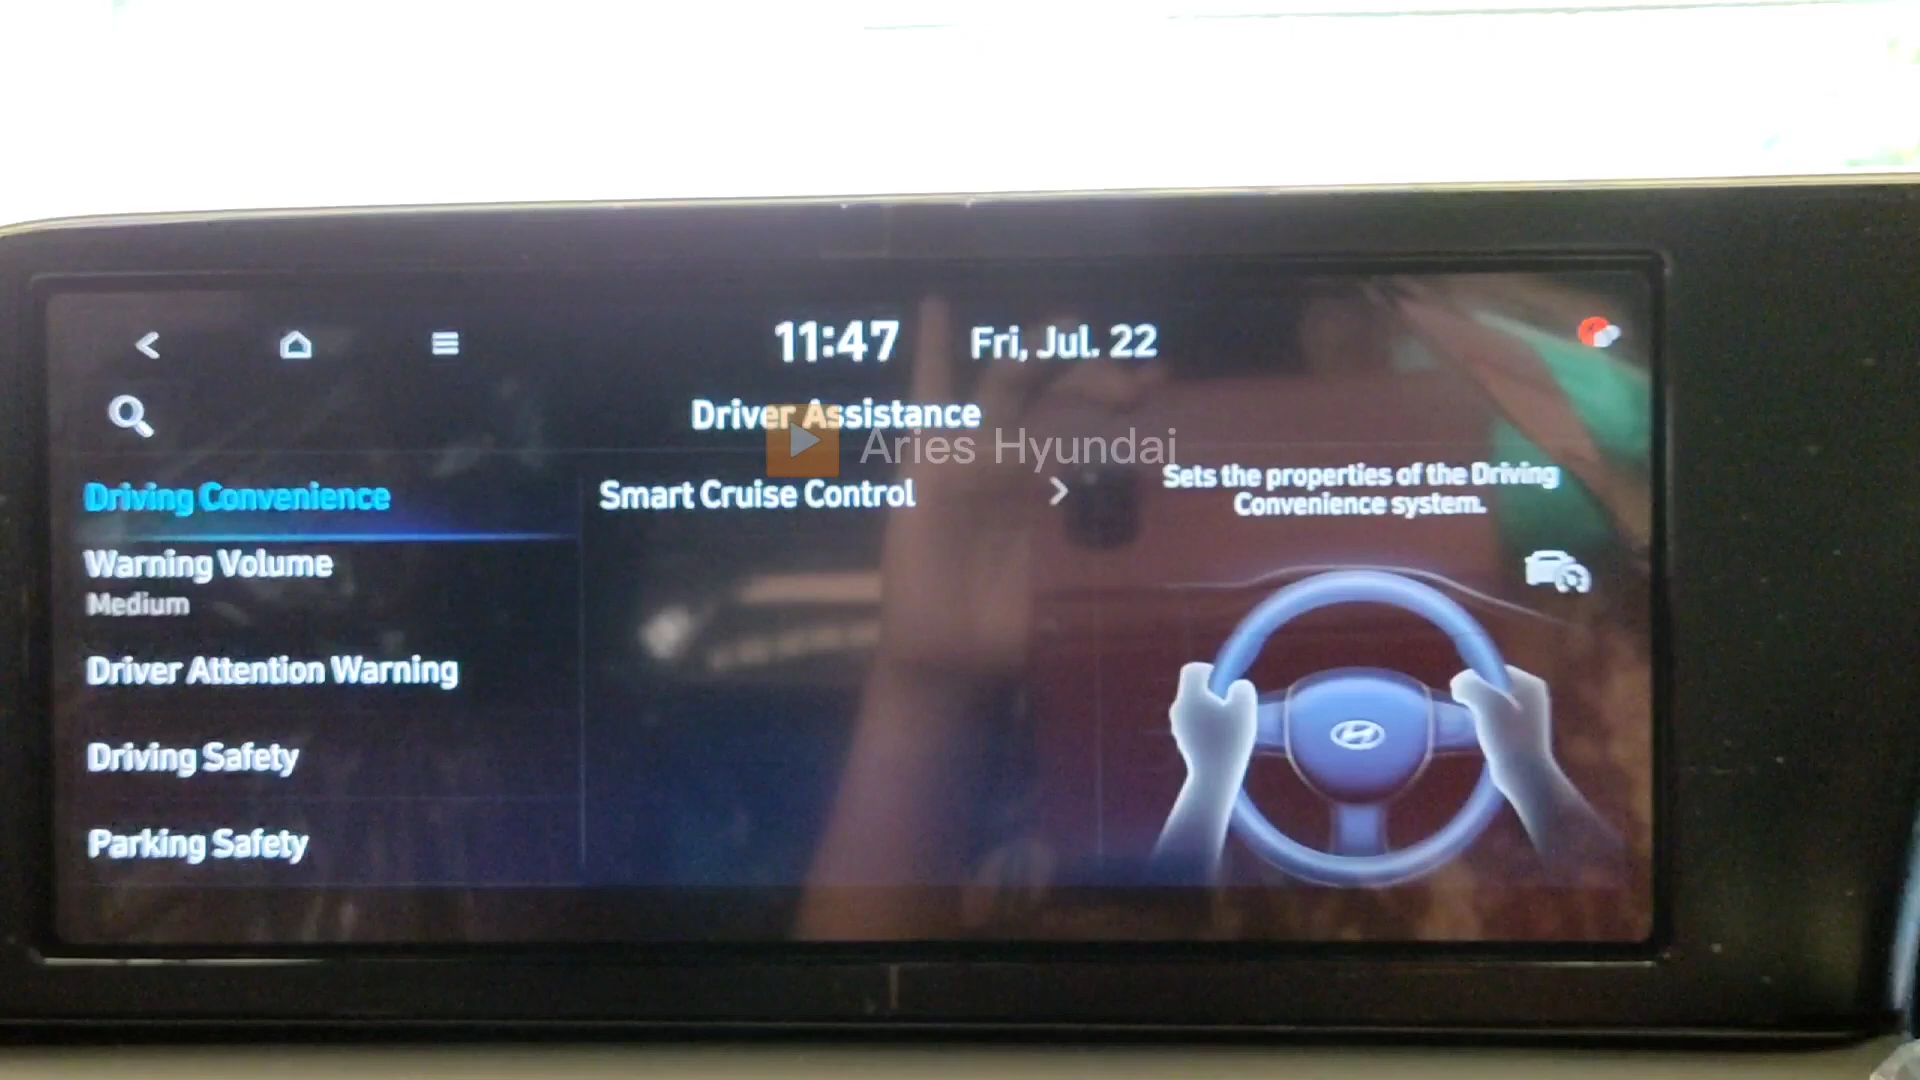 11:47 Fri, Jul. 22
Driver Assistance
Aries Hyundai
Driving Convenience
Warning Volume
Medium
Driver Attention Warning
Driving Safety
Parking Safety
Smart Cruise Control
Sets the properties of the Driving
Convenience system.